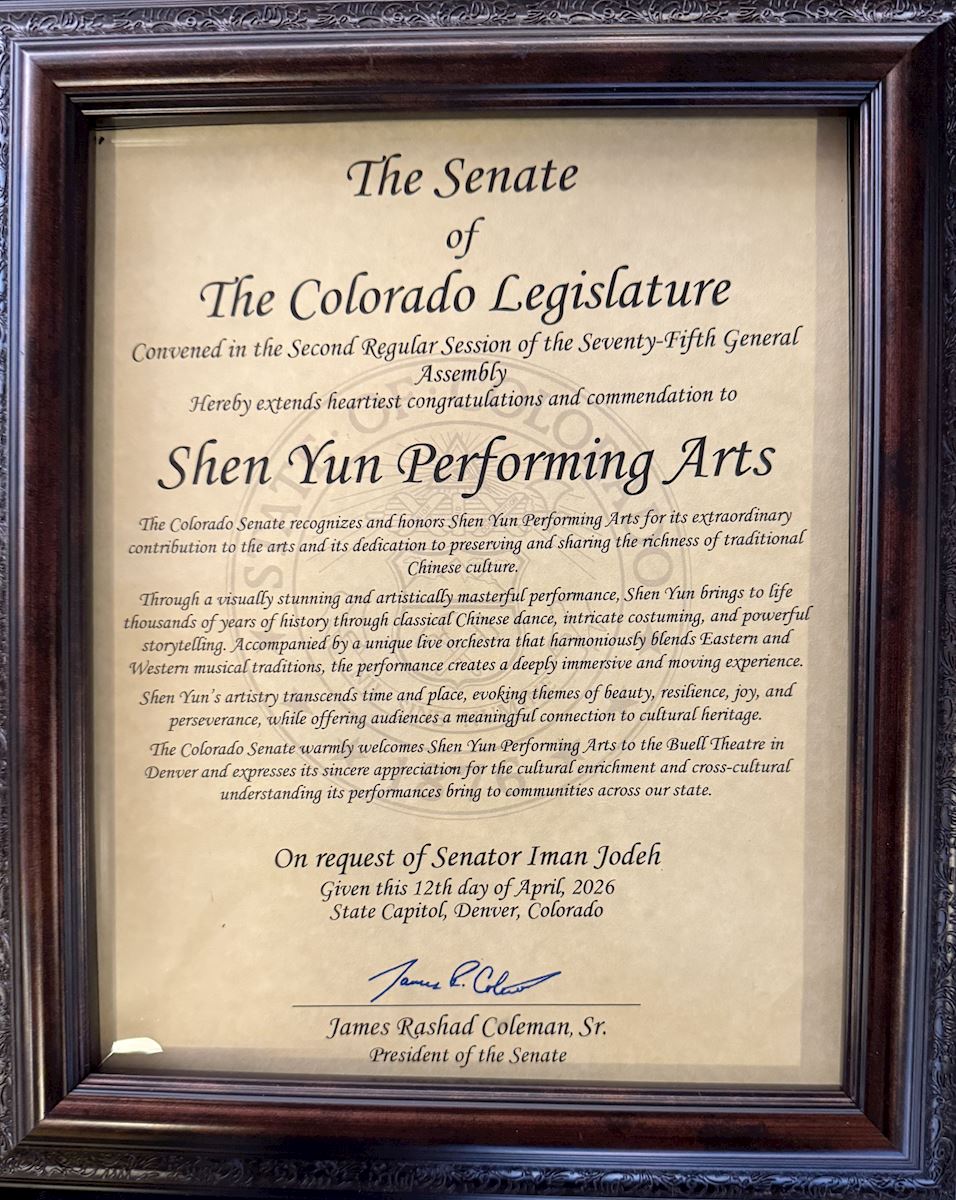 The Senate
of
The Colorado Legislature
Convened in the Second Regular Session of the Seventy-Fifth General
Assembly
Hereby extends heartiest congratulations and commendation to
Shen Yun Performing Arts
The Colorado Senate recognizes and honors Shen Yun Performing Arts for its extraordinary
contribution to the arts and its dedication to preserving and sharing the richness of traditional
Chinese culture.
Through a visually stunning and artistically masterful performance, Shen Yun brings to life
thousands of years of history through classical Chinese dance, intricate costuming, and powerful
storytelling. Accompanied by a unique live orchestra that harmoniously blends Eastern and
Western musical traditions, the performance creates a deeply immersive and moving experience.
Shen Yun's artistry transcends time and place, evoking themes of beauty, resilience, joy, and
perseverance, while offering audiences a meaningful connection to cultural heritage.
The Colorado Senate warmly welcomes Shen Yun Performing Arts to the Buell Theatre in
Denver and expresses its sincere appreciation for the cultural enrichment and cross-cultural
understanding its performances bring to communities across our state.
On request of Senator Iman Jodeh
Given this 12th day of April, 2026
State Capitol, Denver, Colorado
James R. Coleman
James Rashad Coleman, Sr.
President of the Senate
STATE OF COLORADO